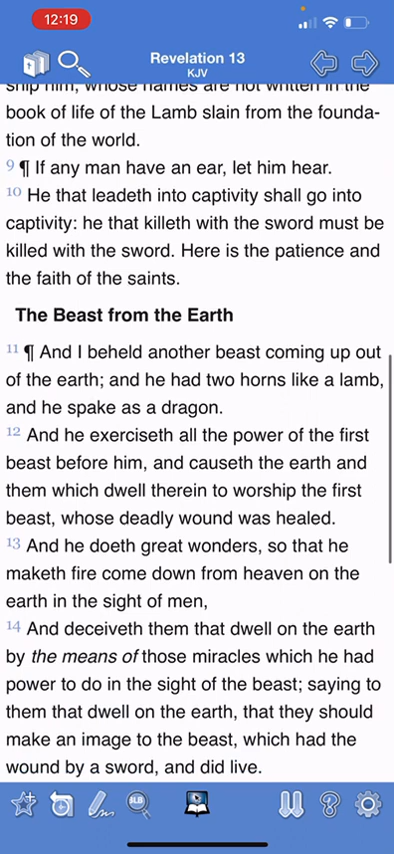 12:19
Revelation 13
KJV
ship him, whose names are not written in the
book of life of the Lamb slain from the founda-
tion of the world.
9 ¶ If any man have an ear, let him hear.
10 He that leadeth into captivity shall go into
captivity: he that killeth with the sword must be
killed with the sword. Here is the patience and
the faith of the saints.
The Beast from the Earth
11 ¶ And I beheld another beast coming up out
of the earth; and he had two horns like a lamb,
and he spake as a dragon.
12 And he exerciseth all the power of the first
beast before him, and causeth the earth and
them which dwell therein to worship the first
beast, whose deadly wound was healed.
13 And he doeth great wonders, so that he
maketh fire come down from heaven on the
earth in the sight of men,
14 And deceiveth them that dwell on the earth
by the means of those miracles which he had
power to do in the sight of the beast; saying to
them that dwell on the earth, that they should
make an image to the beast, which had the
wound by a sword, and did live.
SLB